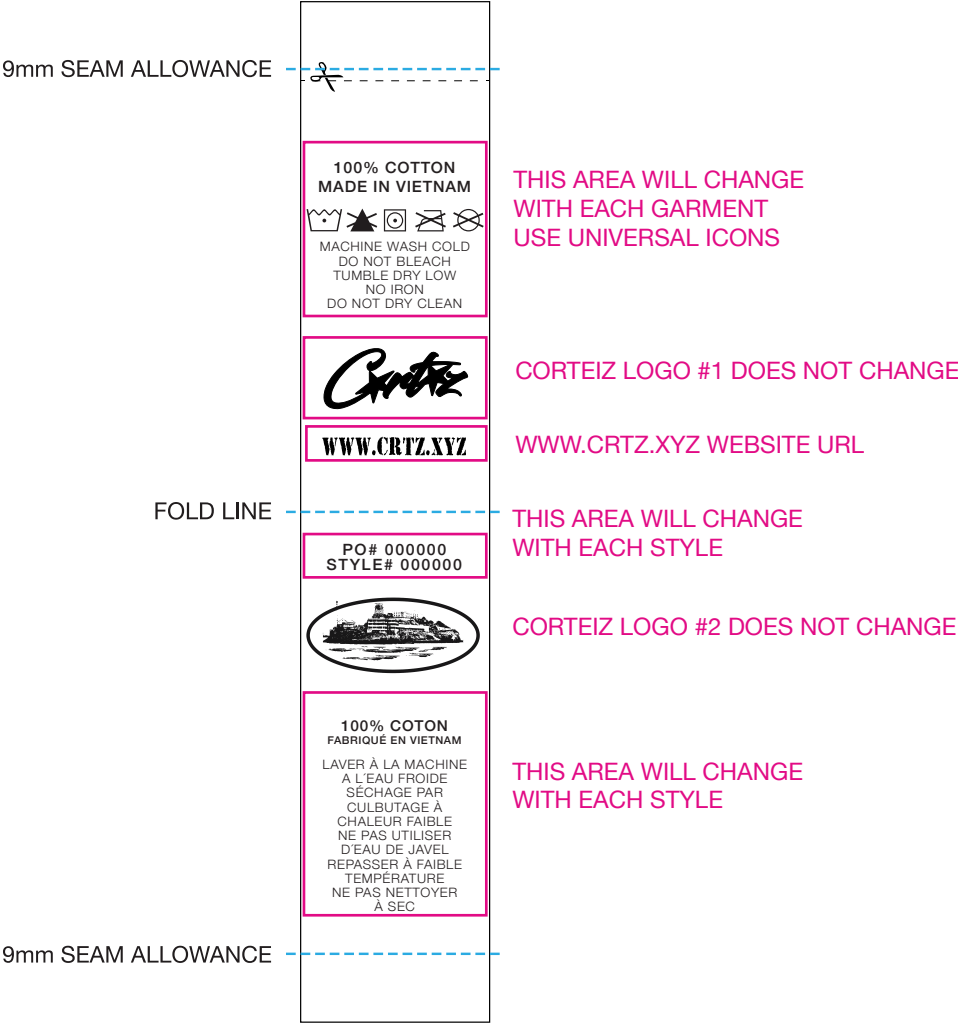 9mm SEAM ALLOWANCE
100% COTTON
MADE IN VIETNAM
MACHINE WASH COLD
DO NOT BLEACH
TUMBLE DRY LOW
NO IRON
DO NOT DRY CLEAN
THIS AREA WILL CHANGE
WITH EACH GARMENT
USE UNIVERSAL ICONS
Cortiez
CORTEIZ LOGO #1 DOES NOT CHANGE
WWW.CRTZ.XYZ
WWW.CRTZ.XYZ WEBSITE URL
FOLD LINE
PO# 000000
STYLE# 000000
THIS AREA WILL CHANGE
WITH EACH STYLE
CORTEIZ LOGO #2 DOES NOT CHANGE
100% COTON
FABRIQUÉ EN VIETNAM
LAVER À LA MACHINE
A L´EAU FROIDE
SÉCHAGE PAR
CULBUTAGE À
CHALEUR FAIBLE
NE PAS UTILISER
D´EAU DE JAVEL
REPASSER À FAIBLE
TEMPÉRATURE
NE PAS NETTOYER
À SEC
THIS AREA WILL CHANGE
WITH EACH STYLE
9mm SEAM ALLOWANCE